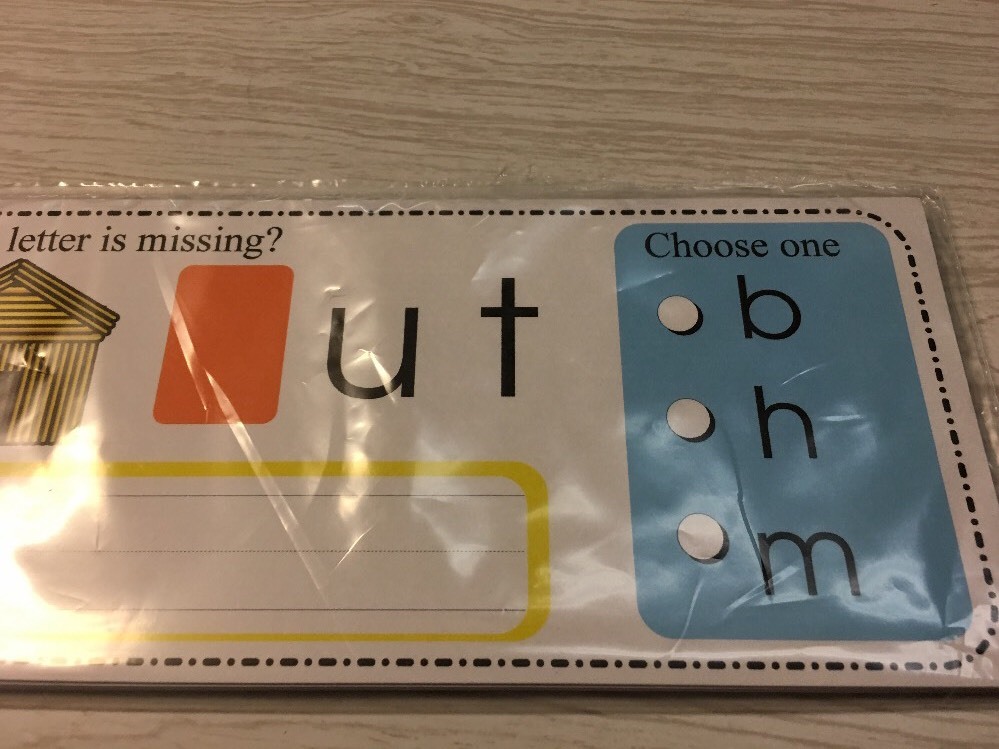 letter is missing?
Choose one
ut
b
h
m